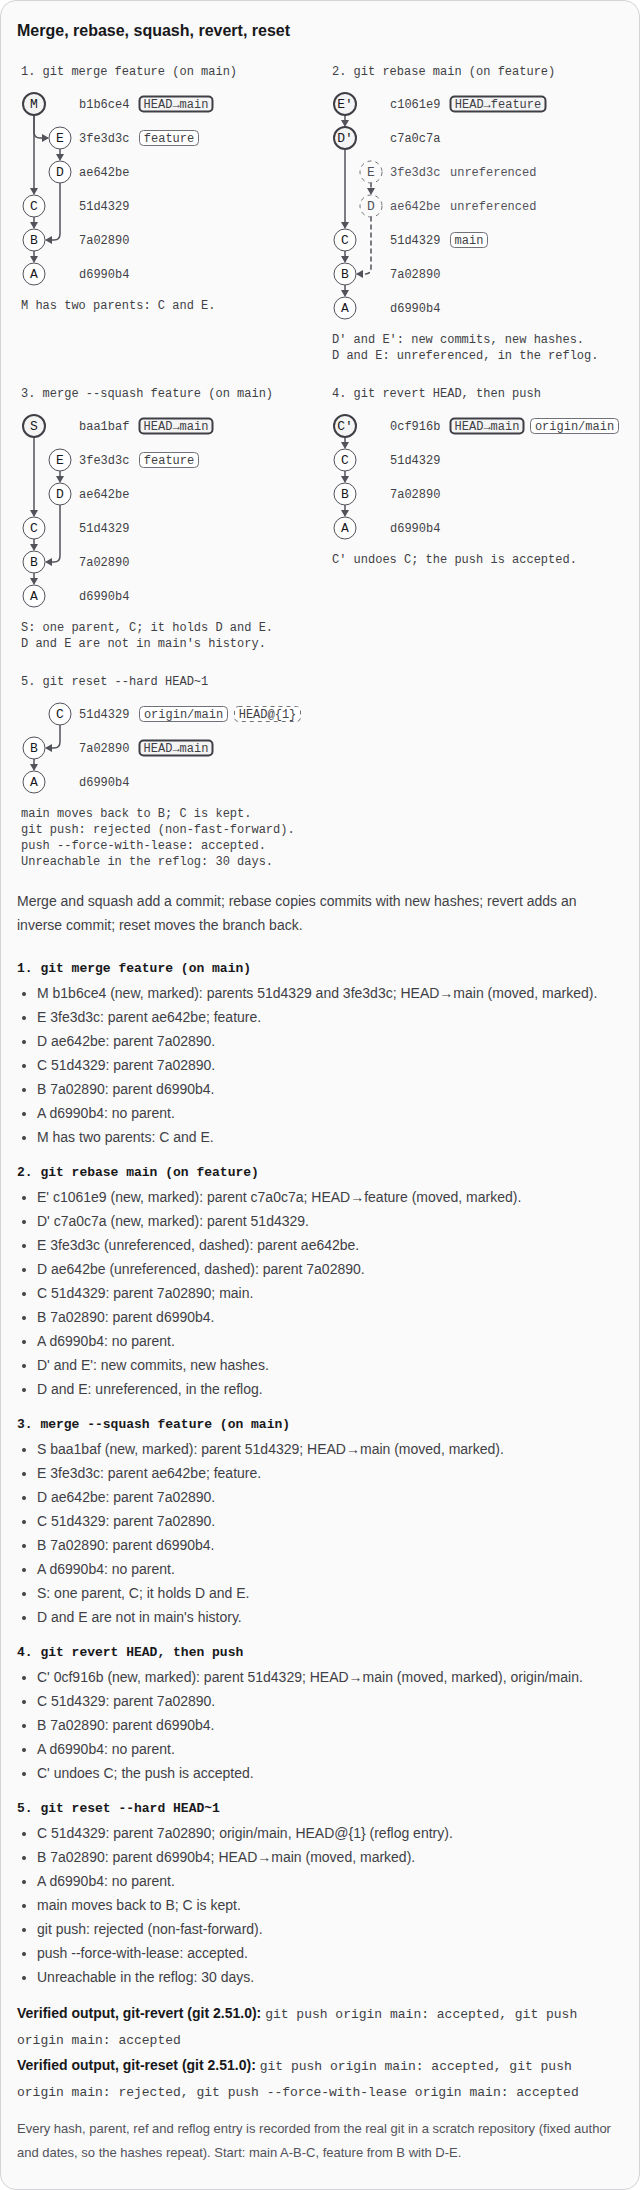 Merge, rebase, squash, revert, reset
1. git merge feature (on main)
M b1b6ce4 HEAD→main
E 3fe3d3c feature
D ae642be
C 51d4329
B 7a02890
A d6990b4
M has two parents: C and E.
2. git rebase main (on feature)
E' c1061e9 HEAD→feature
D' c7a0c7a
E 3fe3d3c unreferenced
D ae642be unreferenced
C 51d4329 main
B 7a02890
A d6990b4
D' and E': new commits, new hashes.
D and E: unreferenced, in the reflog.
3. merge --squash feature (on main)
S baa1baf HEAD→main
E 3fe3d3c feature
D ae642be
C 51d4329
B 7a02890
A d6990b4
S: one parent, C; it holds D and E.
D and E are not in main's history.
4. git revert HEAD, then push
C' 0cf916b HEAD→main origin/main
C 51d4329
B 7a02890
A d6990b4
C' undoes C; the push is accepted.
5. git reset --hard HEAD~1
C 51d4329 origin/main HEAD@{1}
B 7a02890 HEAD→main
A d6990b4
main moves back to B; C is kept.
git push: rejected (non-fast-forward).
push --force-with-lease: accepted.
Unreachable in the reflog: 30 days.
Merge and squash add a commit; rebase copies commits with new hashes; revert adds an
inverse commit; reset moves the branch back.
1. git merge feature (on main)
• M b1b6ce4 (new, marked): parents 51d4329 and 3fe3d3c; HEAD→main (moved, marked).
• E 3fe3d3c: parent ae642be; feature.
• D ae642be: parent 7a02890.
• C 51d4329: parent 7a02890.
• B 7a02890: parent d6990b4.
• A d6990b4: no parent.
• M has two parents: C and E.
2. git rebase main (on feature)
• E' c1061e9 (new, marked): parent c7a0c7a; HEAD→feature (moved, marked).
• D' c7a0c7a (new, marked): parent 51d4329.
• E 3fe3d3c (unreferenced, dashed): parent ae642be.
• D ae642be (unreferenced, dashed): parent 7a02890.
• C 51d4329: parent 7a02890; main.
• B 7a02890: parent d6990b4.
• A d6990b4: no parent.
• D' and E': new commits, new hashes.
• D and E: unreferenced, in the reflog.
3. merge --squash feature (on main)
• S baa1baf (new, marked): parent 51d4329; HEAD→main (moved, marked).
• E 3fe3d3c: parent ae642be; feature.
• D ae642be: parent 7a02890.
• C 51d4329: parent 7a02890.
• B 7a02890: parent d6990b4.
• A d6990b4: no parent.
• S: one parent, C; it holds D and E.
• D and E are not in main's history.
4. git revert HEAD, then push
• C' 0cf916b (new, marked): parent 51d4329; HEAD→main (moved, marked), origin/main.
• C 51d4329: parent 7a02890.
• B 7a02890: parent d6990b4.
• A d6990b4: no parent.
• C' undoes C; the push is accepted.
5. git reset --hard HEAD~1
• C 51d4329: parent 7a02890; origin/main, HEAD@{1} (reflog entry).
• B 7a02890: parent d6990b4; HEAD→main (moved, marked).
• A d6990b4: no parent.
• main moves back to B; C is kept.
• git push: rejected (non-fast-forward).
• push --force-with-lease: accepted.
• Unreachable in the reflog: 30 days.
Verified output, git-revert (git 2.51.0): git push origin main: accepted, git push
origin main: accepted
Verified output, git-reset (git 2.51.0): git push origin main: accepted, git push
origin main: rejected, git push --force-with-lease origin main: accepted
Every hash, parent, ref and reflog entry is recorded from the real git in a scratch repository (fixed author
and dates, so the hashes repeat). Start: main A-B-C, feature from B with D-E.